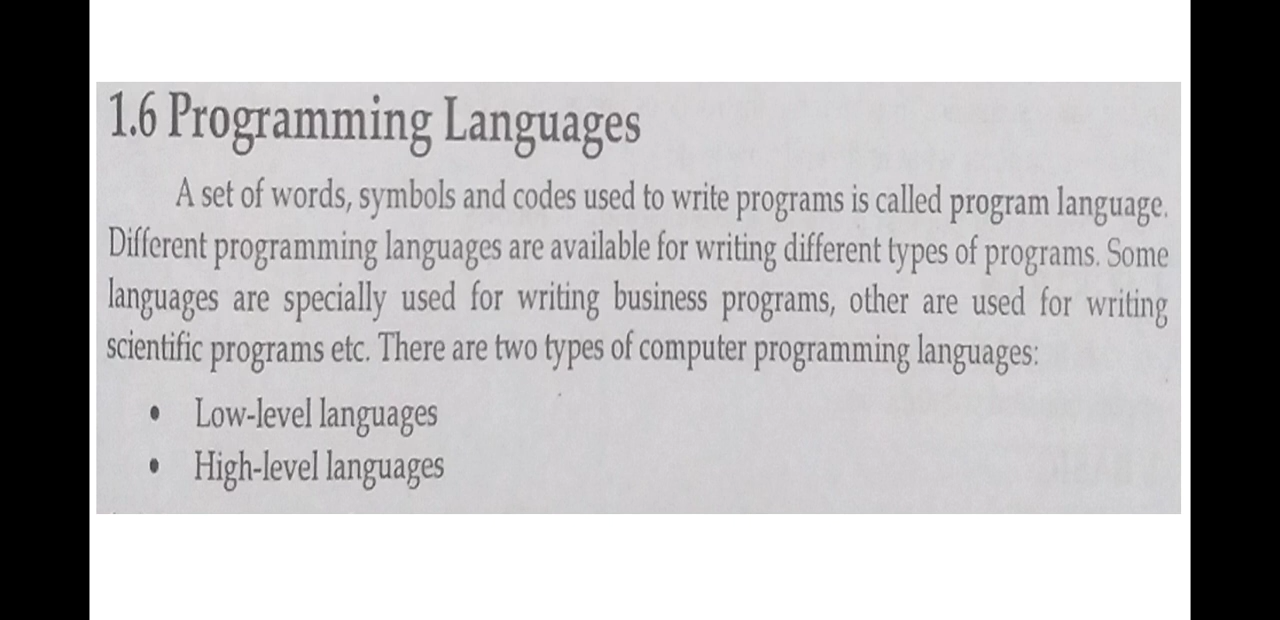 1.6 Programming Languages
A set of words, symbols and codes used to write programs is called program language.
Different programming languages are available for writing different types of programs. Some
languages are specially used for writing business programs, other are used for writing
scientific programs etc. There are two types of computer programming languages:
• Low-level languages
• High-level languages